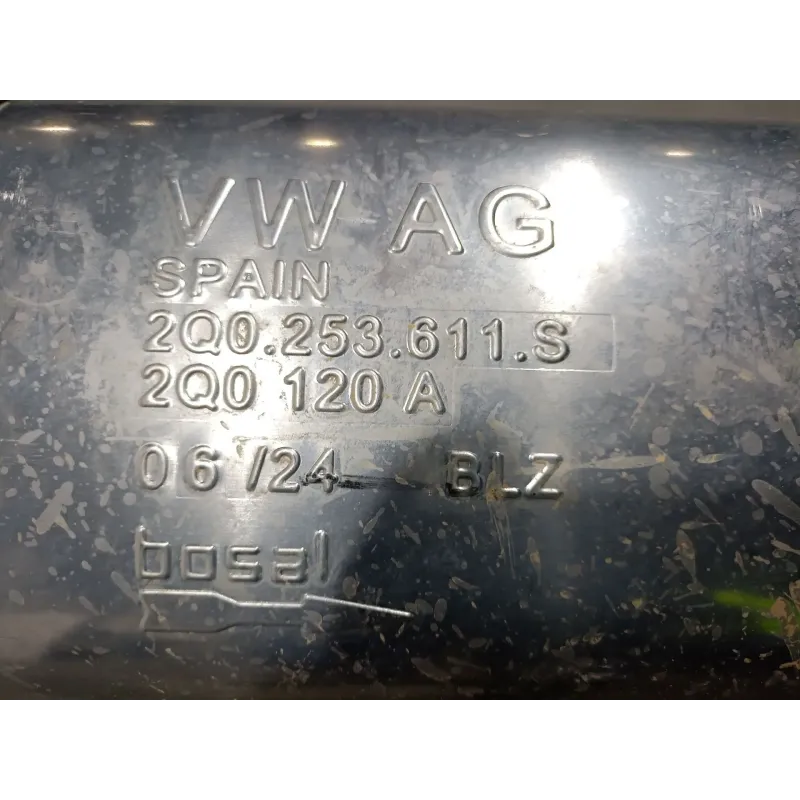 VW AG
SPAIN
2Q0.253.611.S
2Q0 120 A
06/24 BLZ
bosal